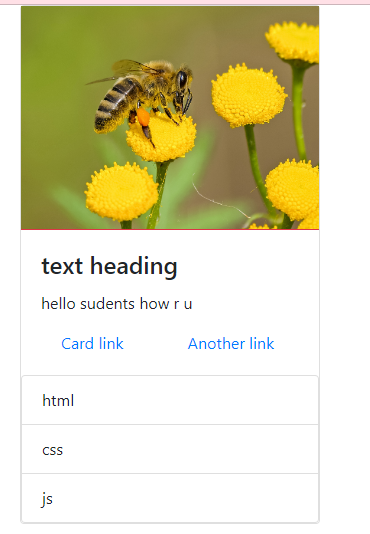 text heading
hello sudents how r u
Card link Another link
html
css
js